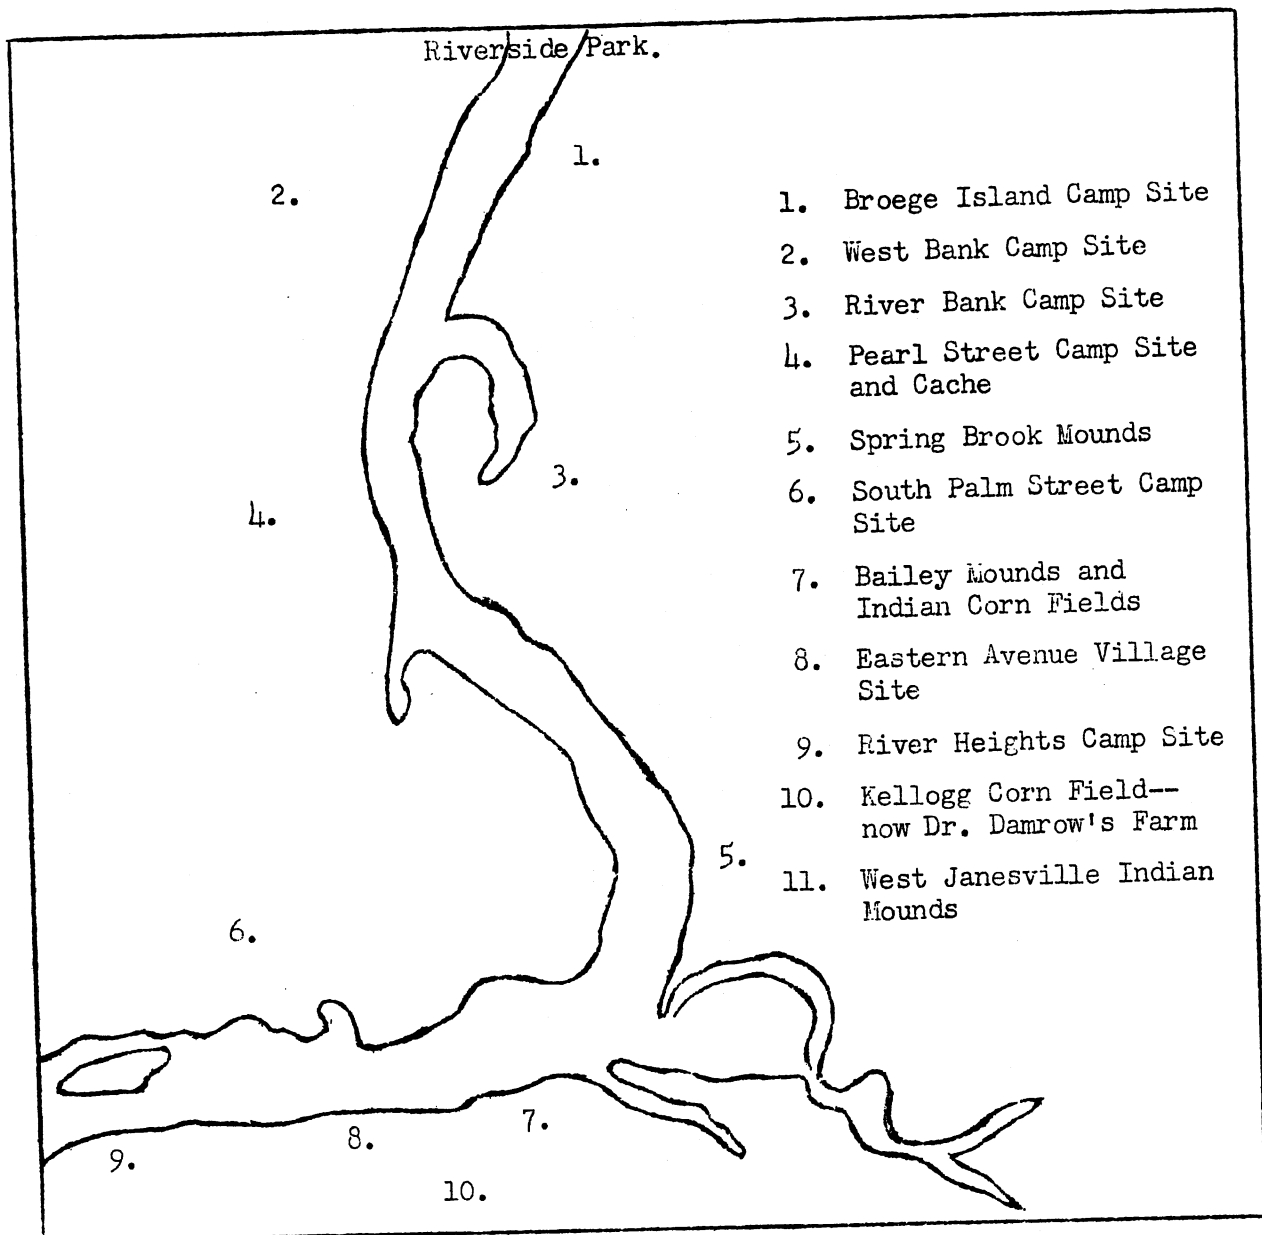 Riverside Park.
1.
2.
1. Broege Island Camp Site
2. West Bank Camp Site
3. River Bank Camp Site
4. Pearl Street Camp Site
and Cache
5. Spring Brook Mounds
3.
6. South Palm Street Camp
Site
4.
7. Bailey Mounds and
Indian Corn Fields
8. Eastern Avenue Village
Site
9. River Heights Camp Site
10. Kellogg Corn Field--
now Dr. Damrow's Farm
5.
11. West Janesville Indian
Mounds
6.
7.
8.
9.
10.